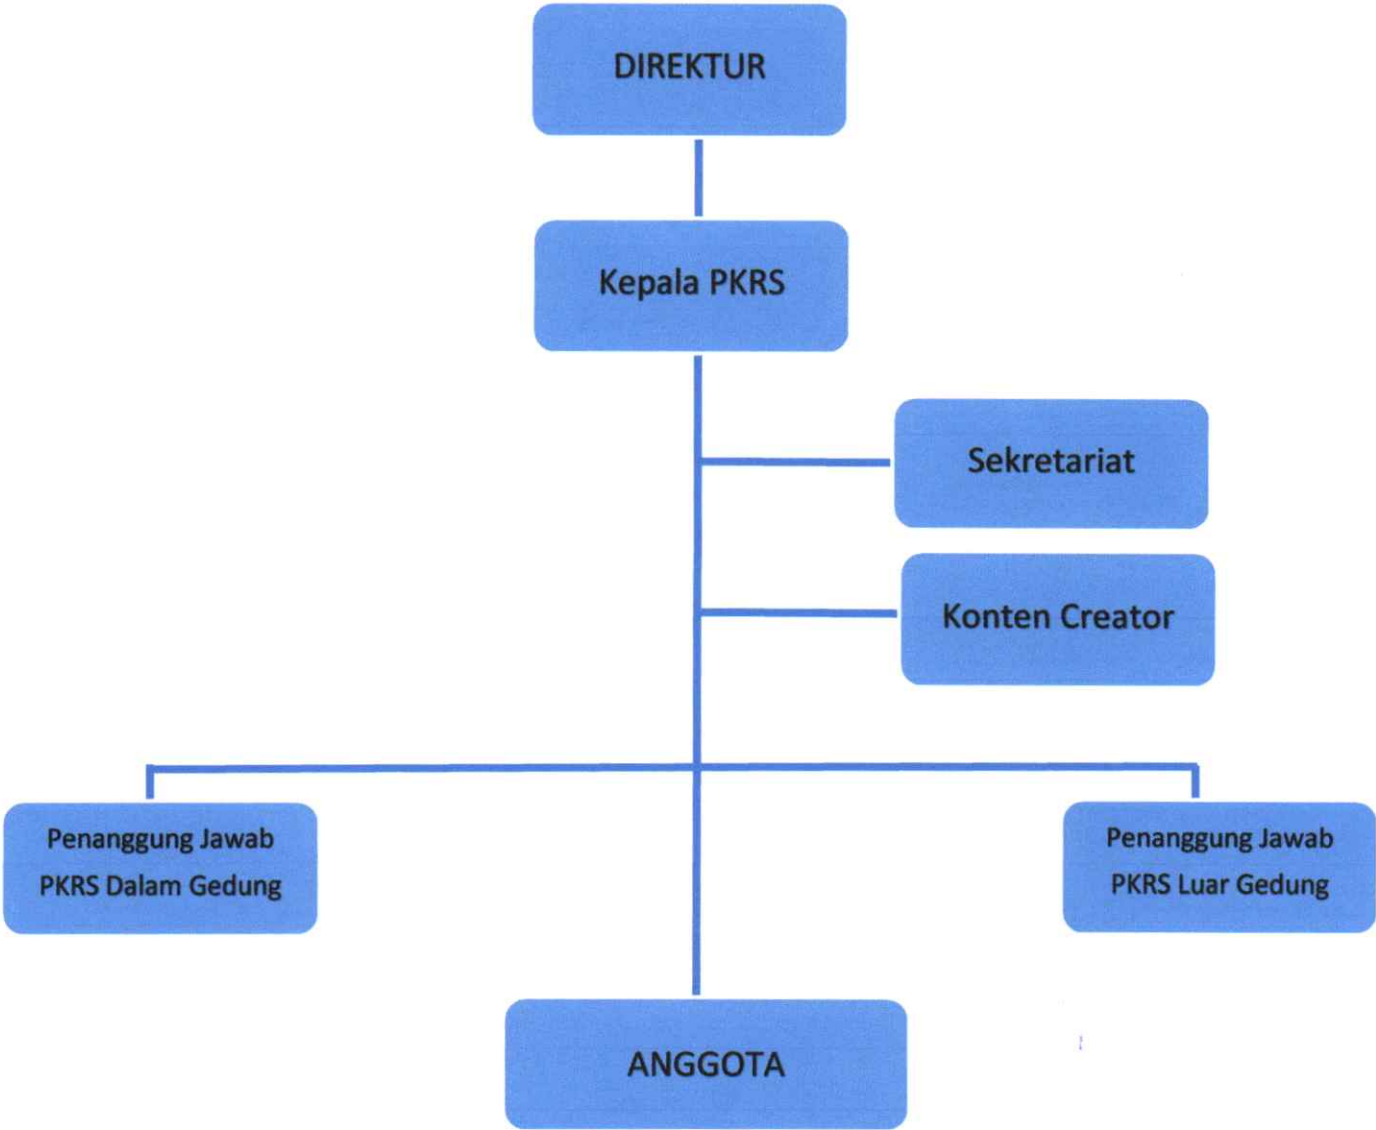 DIREKTUR
Kepala PKRS
Sekretariat
Konten Creator
Penanggung Jawab
PKRS Dalam Gedung
Penanggung Jawab
PKRS Luar Gedung
ANGGOTA